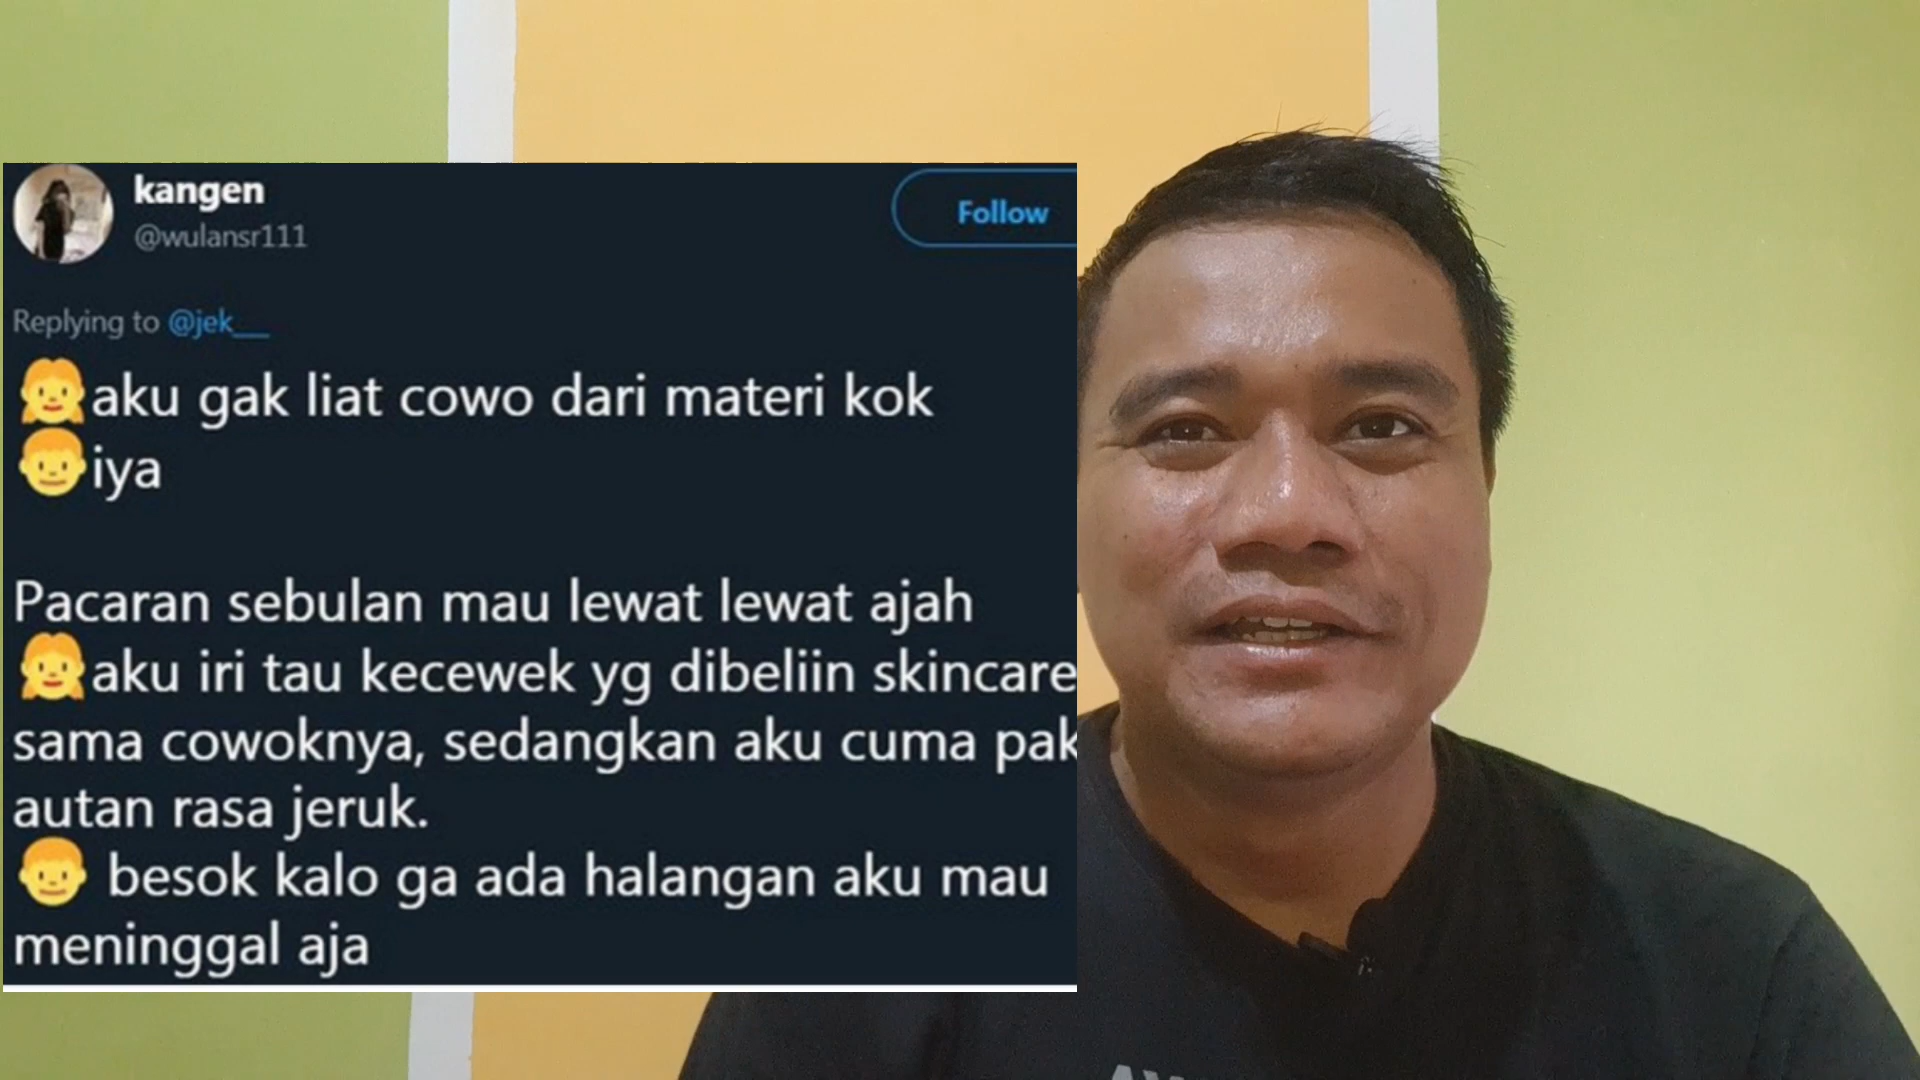 kangen
@wulansr111
Follow
Replying to @jek__
👧aku gak liat cowo dari materi kok
👦iya
Pacaran sebulan mau lewat lewat ajah
👧aku iri tau kecewek yg dibeliin skincare
sama cowoknya, sedangkan aku cuma pak
autan rasa jeruk.
👦 besok kalo ga ada halangan aku mau
meninggal aja